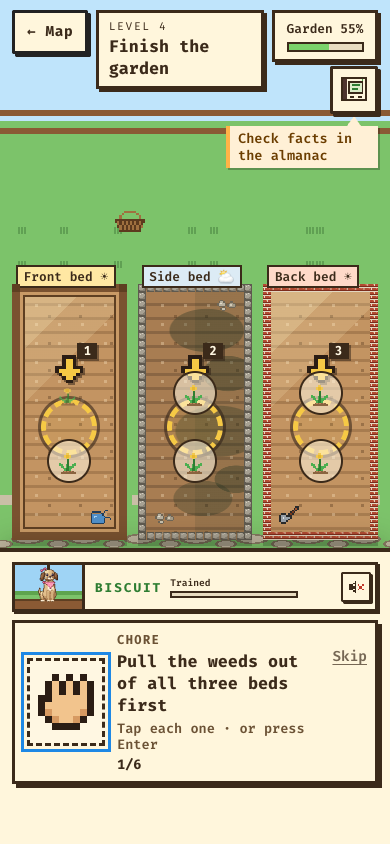 ← Map
LEVEL 4
Finish the
garden
Garden 55%
Check facts in
the almanac
Front bed ☀
Side bed ⛅
Back bed ☀
1
2
3
BISCUIT
Trained
CHORE
Pull the weeds out
of all three beds
first
Skip
Tap each one · or press
Enter
1/6